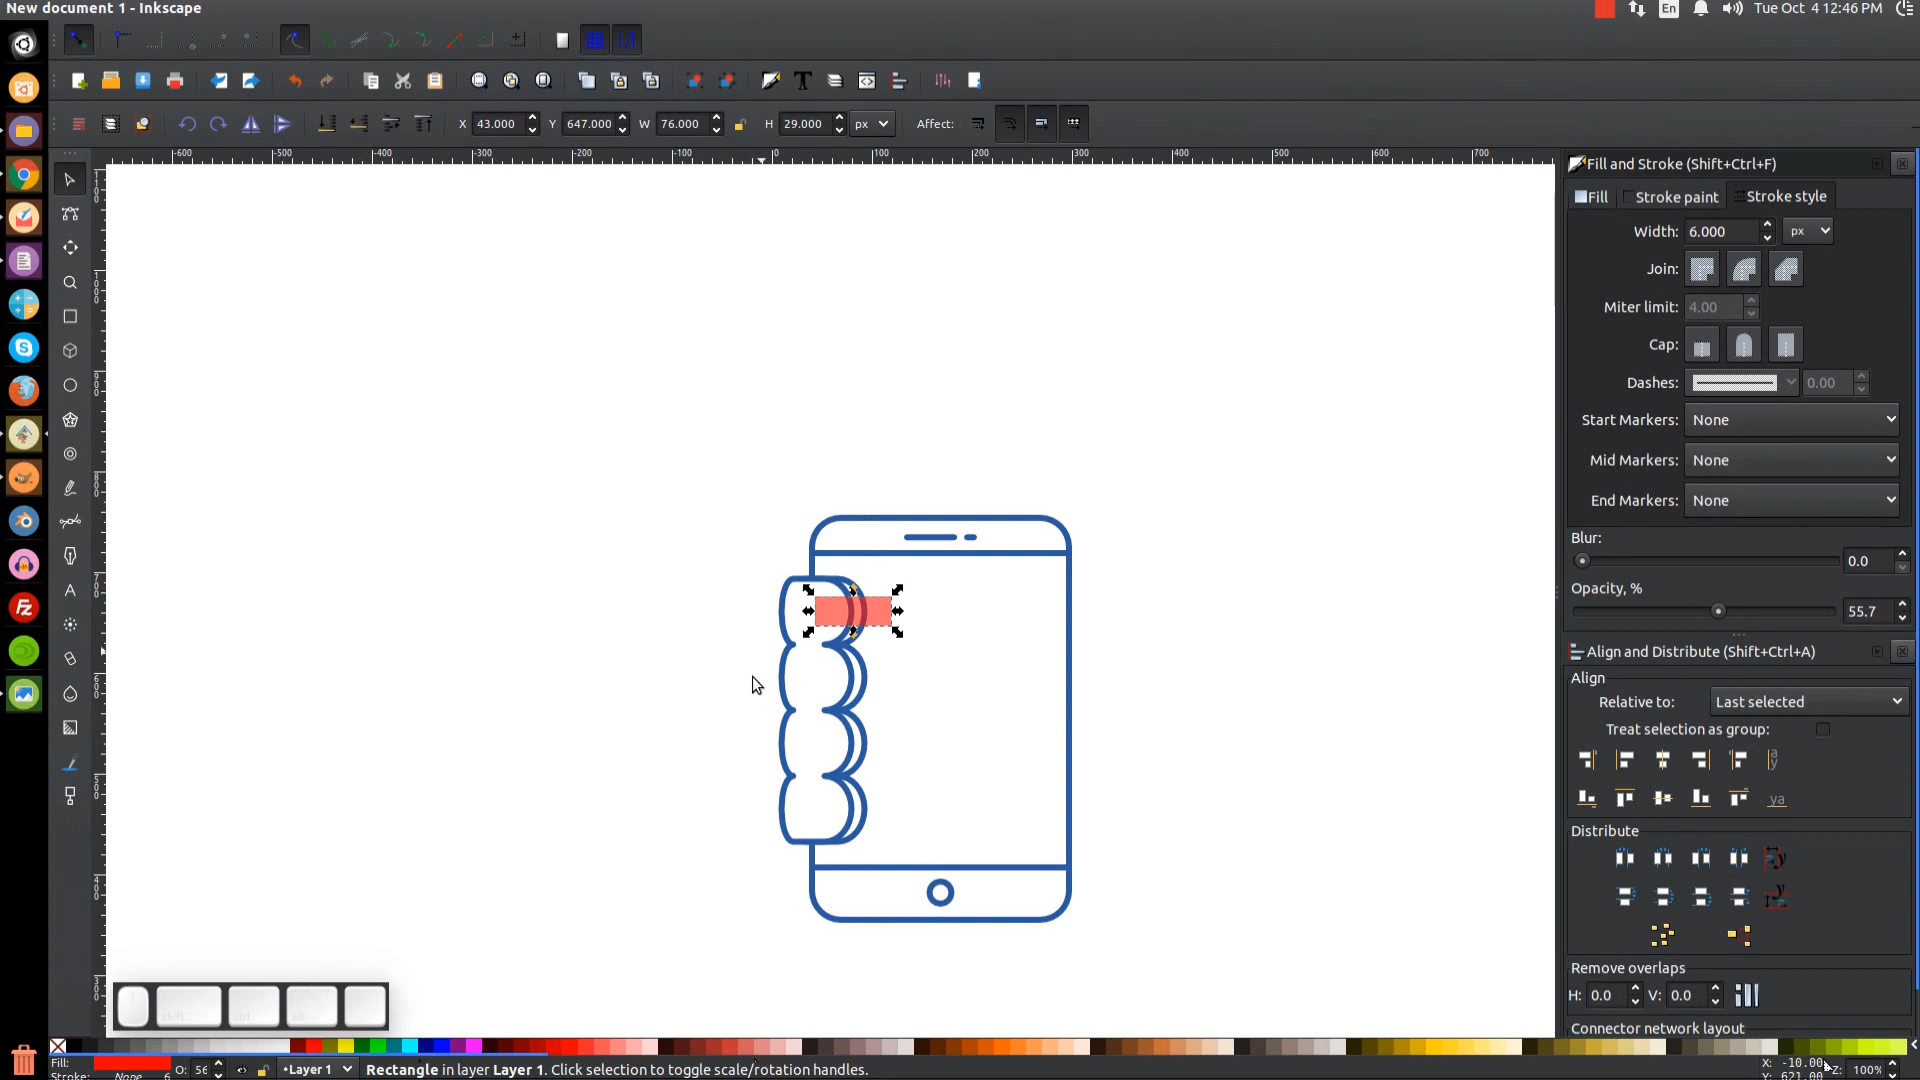 New document 1 - Inkscape
En
Tue Oct 4 12:46 PM
X 43.000 Y 647.000 W 76.000 H 29.000 px Affect:
-600 -500 -400 -300 -200 -100 0 100 200 300 400 500 600 700
Fill and Stroke (Shift+Ctrl+F)
Fill Stroke paint Stroke style
Width: 6.000 px
Join:
Miter limit: 4.00
Cap:
Dashes: 0.00
Start Markers: None
Mid Markers: None
End Markers: None
Blur:
0.0
Opacity, %
55.7
Align and Distribute (Shift+Ctrl+A)
Align
Relative to: Last selected
Treat selection as group:
Distribute
Remove overlaps
H: 0.0 V: 0.0
Connector network layout
shift ctrl alt
Fill: O: 56 •Layer 1 Rectangle in layer Layer 1. Click selection to toggle scale/rotation handles.
Stroke: None 6
X: -10.00 Z: 100%
Y: 621.00